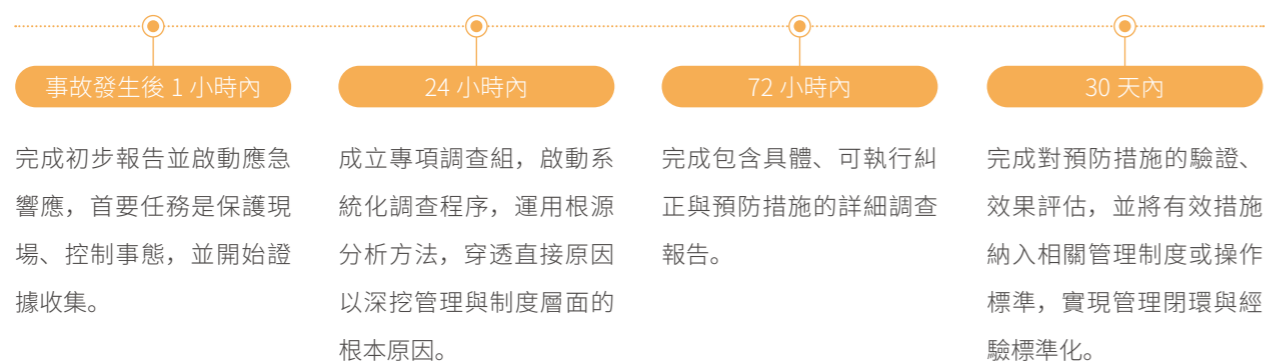 事故發生後 1 小時內
完成初步報告並啟動應急
響應，首要任務是保護現
場、控制事態，並開始證
據收集。
24 小時內
成立專項調查組，啟動系
統化調查程序，運用根源
分析方法，穿透直接原因
以深挖管理與制度層面的
根本原因。
72 小時內
完成包含具體、可執行糾
正與預防措施的詳細調查
報告。
30 天內
完成對預防措施的驗證、
效果評估，並將有效措施
納入相關管理制度或操作
標準，實現管理閉環與經
驗標準化。